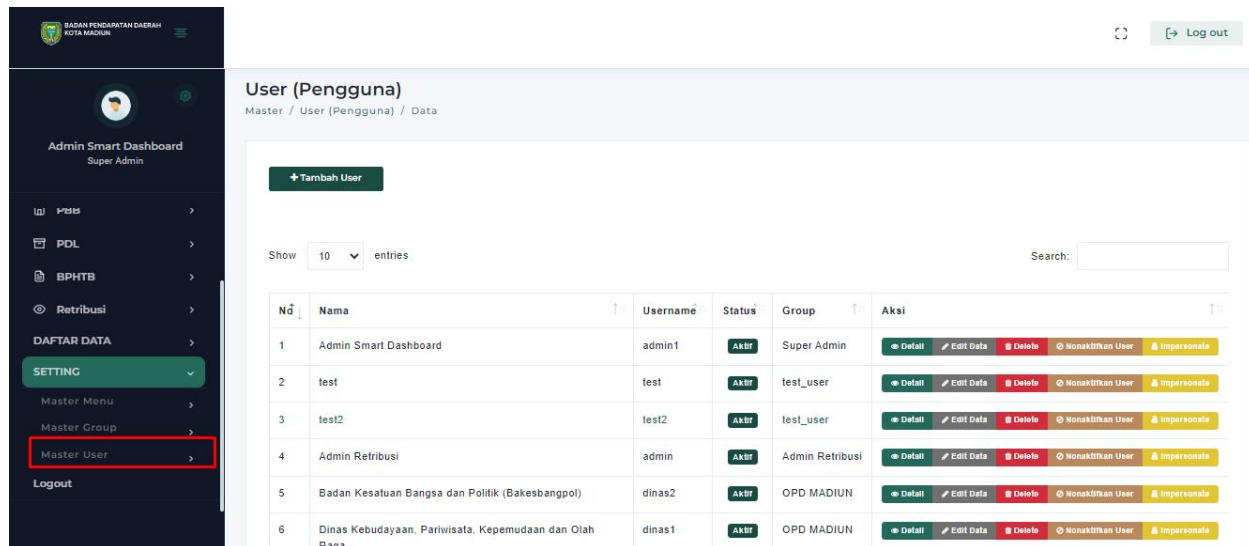 BADAN PENDAPATAN DAERAH
KOTA MADIUN
Log out
Admin Smart Dashboard
Super Admin
PBB
PDL
BPHTB
Retribusi
DAFTAR DATA
SETTING
Master Menu
Master Group
Master User
Logout
User (Pengguna)
Master / User (Pengguna) / Data
+Tambah User
Show 10 entries
Search:
No Nama Username Status Group Aksi
1 Admin Smart Dashboard admin1 Aktif Super Admin Detail Edit Data Delete Nonaktifkan User Impersonate
2 test test Aktif test_user Detail Edit Data Delete Nonaktifkan User Impersonate
3 test2 test2 Aktif test_user Detail Edit Data Delete Nonaktifkan User Impersonate
4 Admin Retribusi admin Aktif Admin Retribusi Detail Edit Data Delete Nonaktifkan User Impersonate
5 Badan Kesatuan Bangsa dan Politik (Bakesbangpol) dinas2 Aktif OPD MADIUN Detail Edit Data Delete Nonaktifkan User Impersonate
6 Dinas Kebudayaan, Pariwisata, Kepemudaan dan Olah dinas1 Aktif OPD MADIUN Detail Edit Data Delete Nonaktifkan User Impersonate
Raga